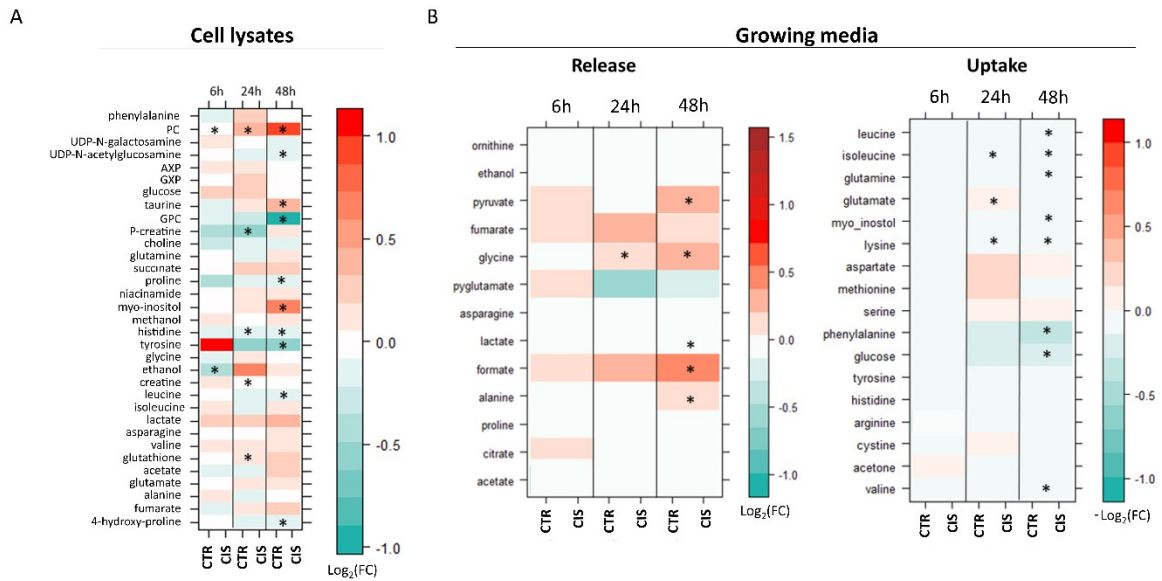 A
Cell lysates
6h 24h 48h
phenylalanine
PC * * *
UDP-N-galactosamine
UDP-N-acetylglucosamine *
AXP
GXP
glucose
taurine *
GPC *
P-creatine *
choline
glutamine
succinate
proline *
niacinamide
myo-inositol *
methanol
histidine * *
tyrosine *
glycine
ethanol *
creatine *
leucine *
isoleucine
lactate
asparagine
valine
glutathione *
acetate
glutamate
alanine
fumarate
4-hydroxy-proline *
CTR CIS CTR CIS CTR CIS
1.0
0.5
0.0
-0.5
-1.0
Log2(FC)
B
Growing media
Release
6h 24h 48h
ornithine
ethanol
pyruvate *
fumarate
glycine * *
pyglutamate
asparagine
lactate *
formate *
alanine *
proline
citrate
acetate
CTR CIS CTR CIS CTR CIS
1.5
1.0
0.5
0.0
-0.5
-1.0
Log2(FC)
Uptake
6h 24h 48h
leucine *
isoleucine * *
glutamine *
glutamate *
myo_inostol *
lysine * *
aspartate
methionine
serine
phenylalanine *
glucose *
tyrosine
histidine
arginine
cystine
acetone
valine *
CTR CIS CTR CIS CTR CIS
1.0
0.5
0.0
-0.5
-1.0
- Log2(FC)